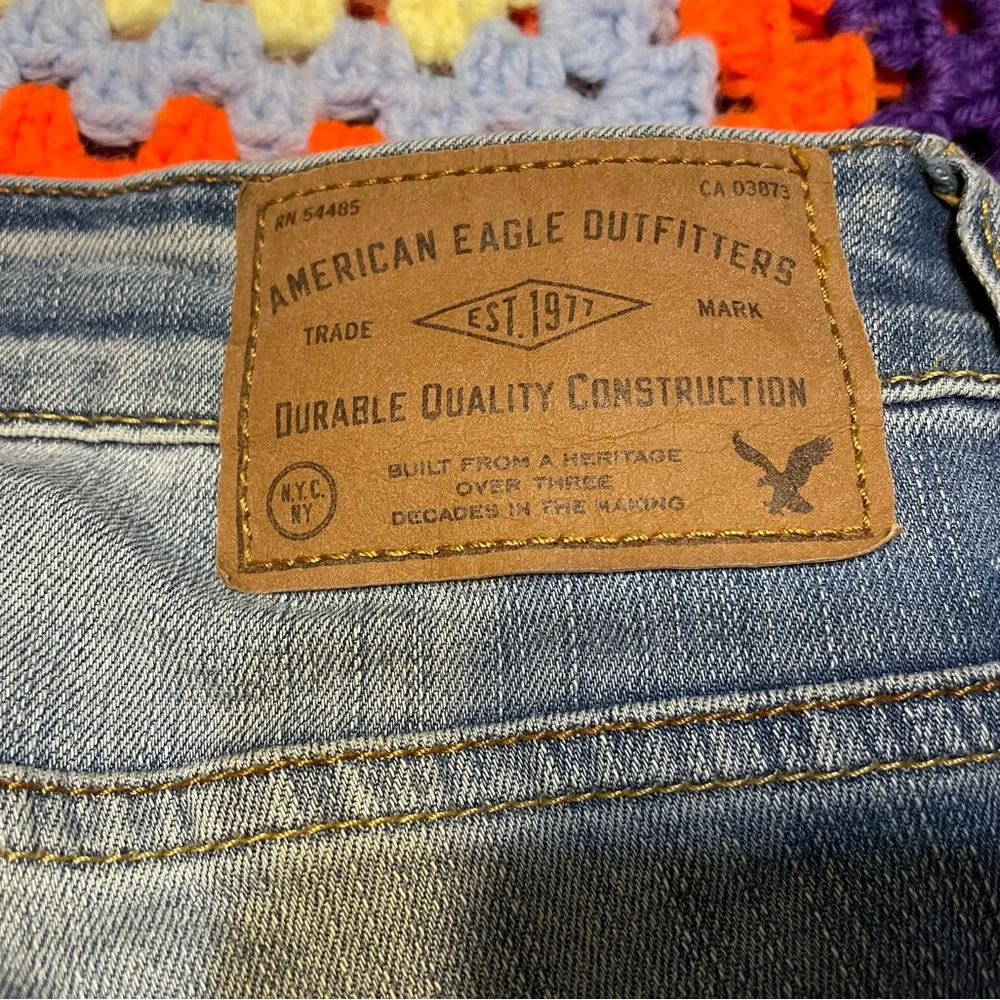 RN 54485
CA 03873
AMERICAN EAGLE OUTFITTERS
TRADE
EST. 1977
MARK
DURABLE QUALITY CONSTRUCTION
N.Y.C.
NY
BUILT FROM A HERITAGE
OVER THREE
DECADES IN THE MAKING